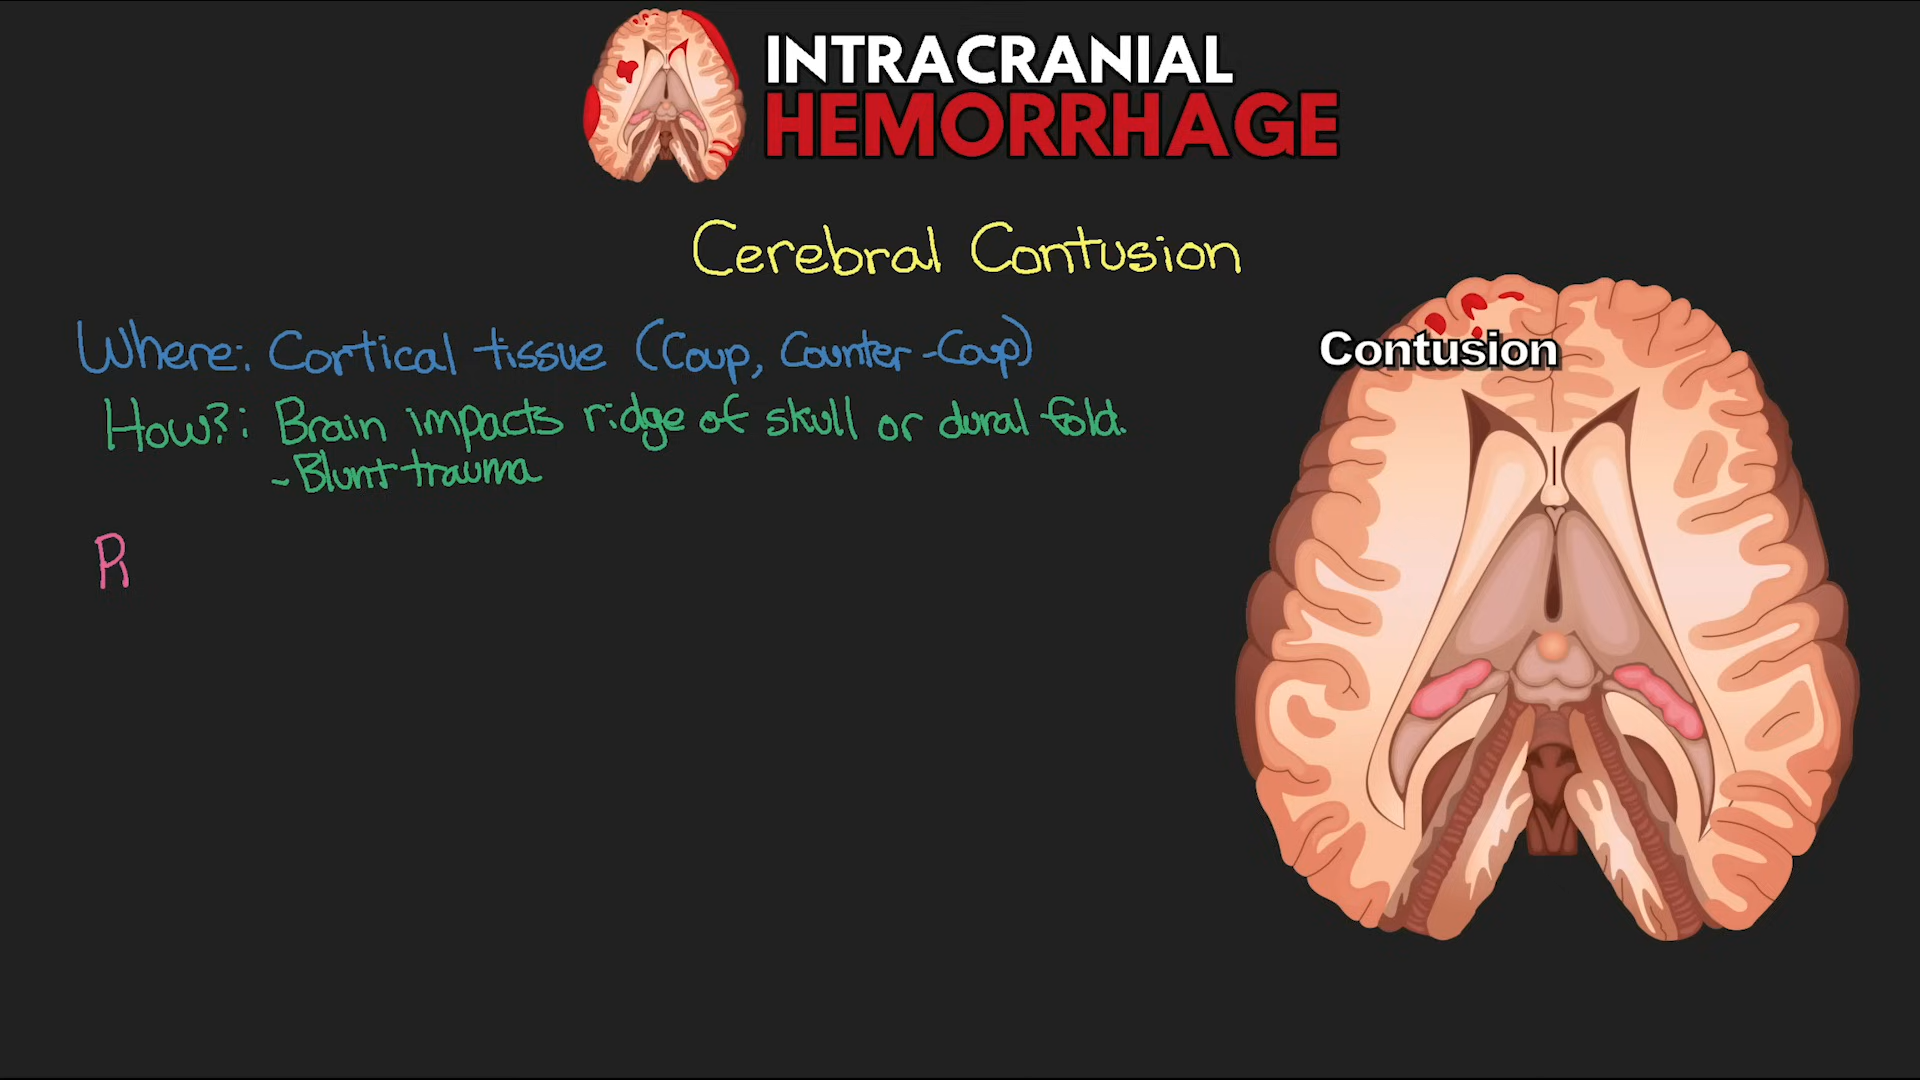 INTRACRANIAL
HEMORRHAGE
Cerebral Contusion
Where: Cortical tissue (Coup, Counter-Coup)
How?: Brain impacts ridge of skull or dural fold.
- Blunt trauma
R
Contusion